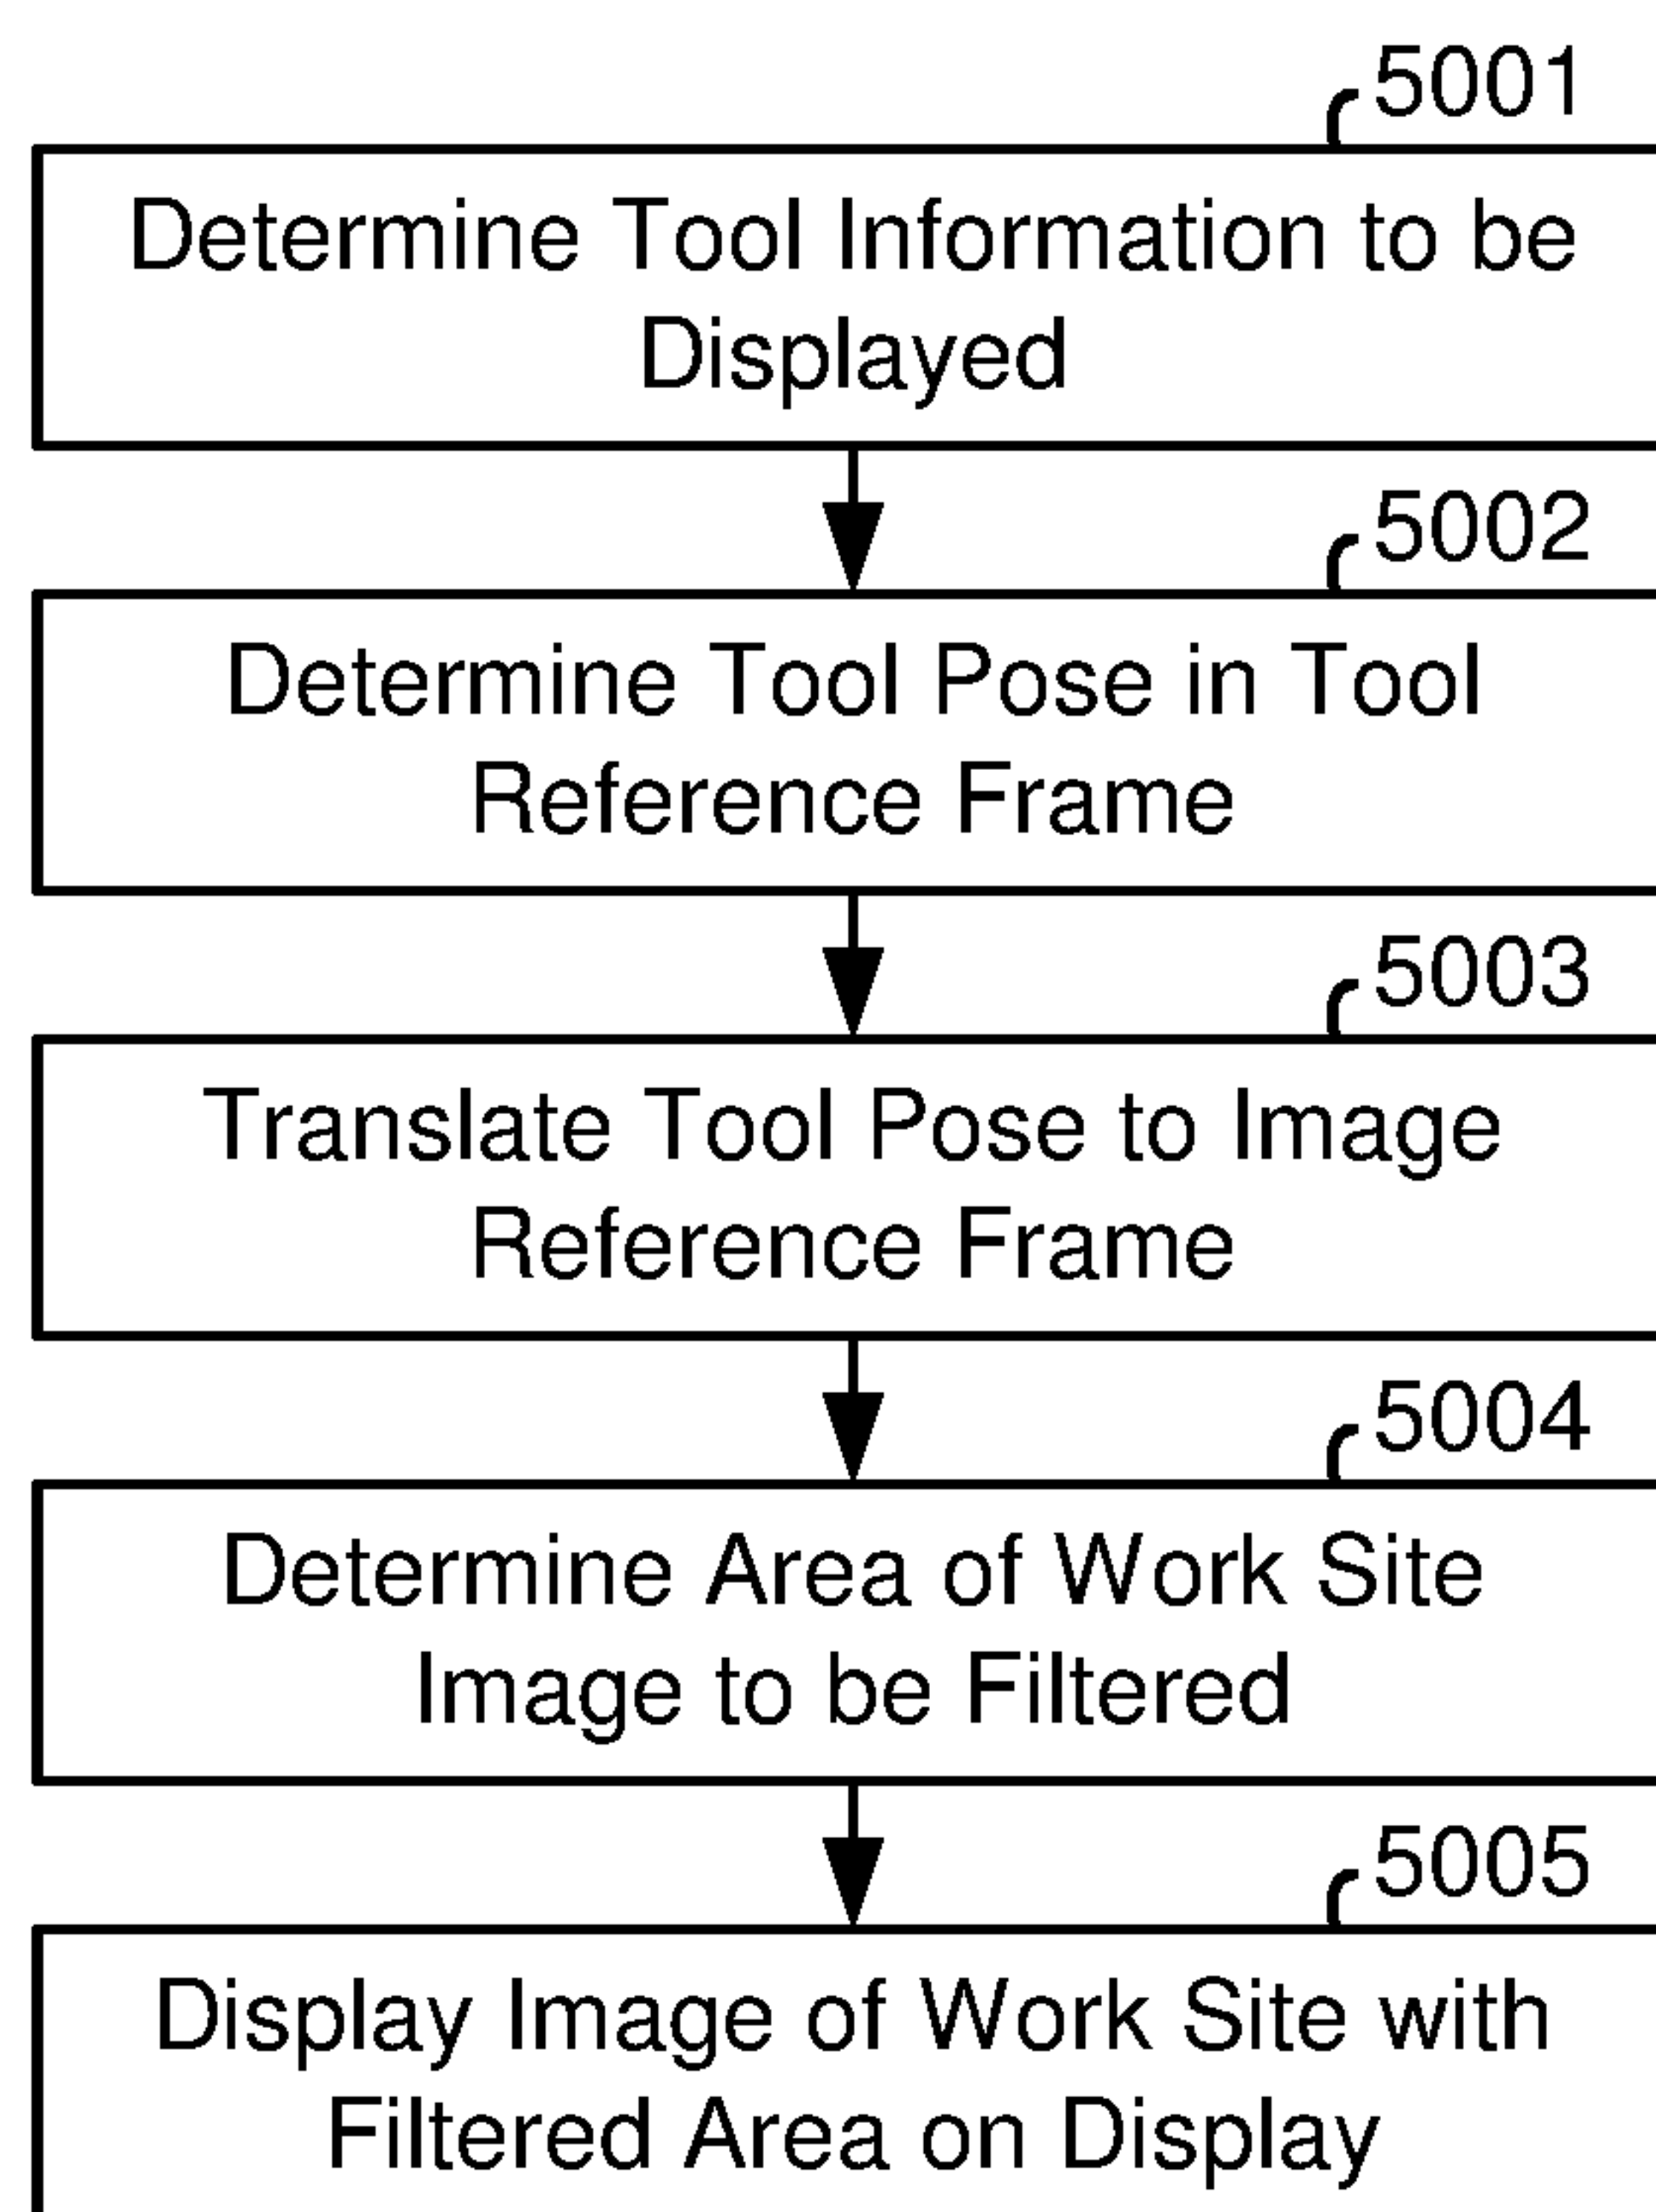 5001
Determine Tool Information to be
Displayed
5002
Determine Tool Pose in Tool
Reference Frame
5003
Translate Tool Pose to Image
Reference Frame
5004
Determine Area of Work Site
Image to be Filtered
5005
Display Image of Work Site with
Filtered Area on Display